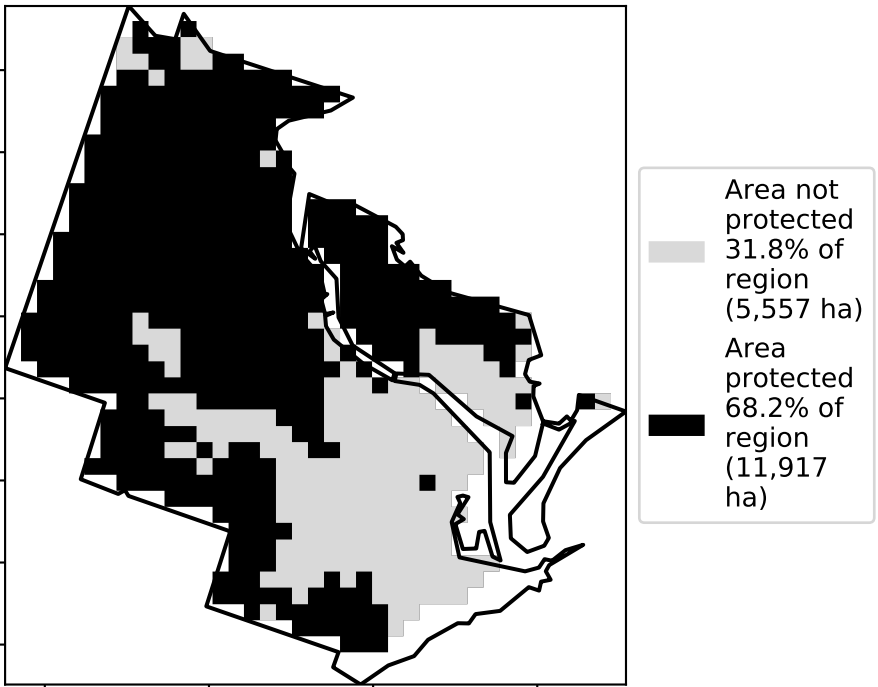 Area not
protected
31.8% of
region
(5,557 ha)
Area
protected
68.2% of
region
(11,917
ha)